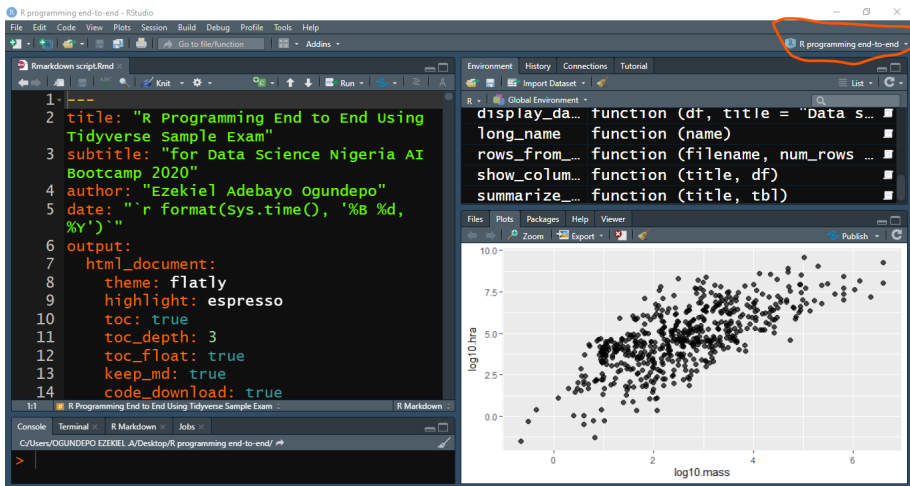 R programming end-to-end - RStudio
File Edit Code View Plots Session Build Debug Profile Tools Help
Go to file/function Addins R programming end-to-end
Rmarkdown script.Rmd
Knit Run
1 ---
2 title: "R Programming End to End Using
Tidyverse Sample Exam"
3 subtitle: "for Data Science Nigeria AI
Bootcamp 2020"
4 author: "Ezekiel Adebayo Ogundepo"
5 date: "`r format(Sys.time(), '%B %d,
%Y')`"
6 output:
7 html_document:
8 theme: flatly
9 highlight: espresso
10 toc: true
11 toc_depth: 3
12 toc_float: true
13 keep_md: true
14 code_download: true
1:1 R Programming End to End Using Tidyverse Sample Exam R Markdown
Console Terminal R Markdown Jobs
C:/Users/OGUNDEPO EZEKIEL .A/Desktop/R programming end-to-end/
>
Environment History Connections Tutorial
Import Dataset List
R Global Environment
display_da… function (df, title = "Data s…
long_name function (name)
rows_from_… function (filename, num_rows …
show_colum… function (title, df)
summarize_… function (title, tbl)
Files Plots Packages Help Viewer
Zoom Export Publish
10.0
7.5
5.0
2.5
0.0
log10.hra
0 2 4 6
log10.mass